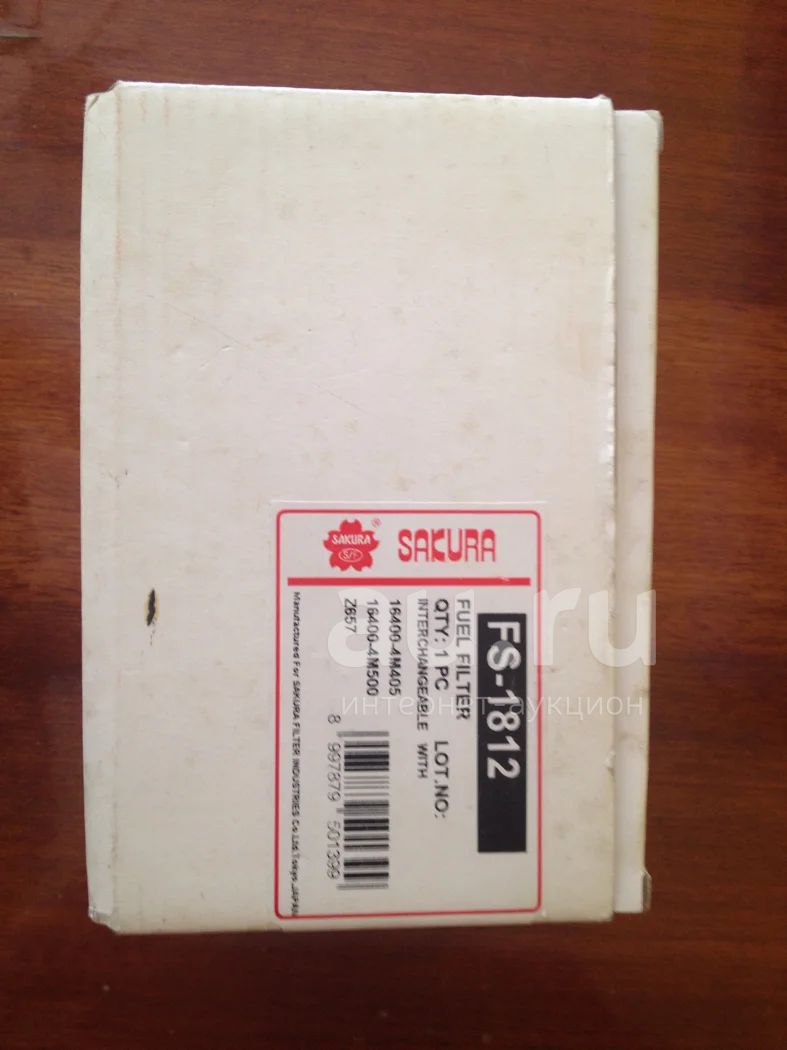 SAKURA
S/F
®
SAKURA
FS-1812
FUEL FILTER
QTY: 1 PC LOT.NO:
INTERCHANGEABLE WITH
16400-4M405
16400-4M500
Z657
8 997879 501399
Manufactured For SAKURA FILTER INDUSTRIES Co Ltd.Tokyo.JAPAN
au.ru
интернет-аукцион